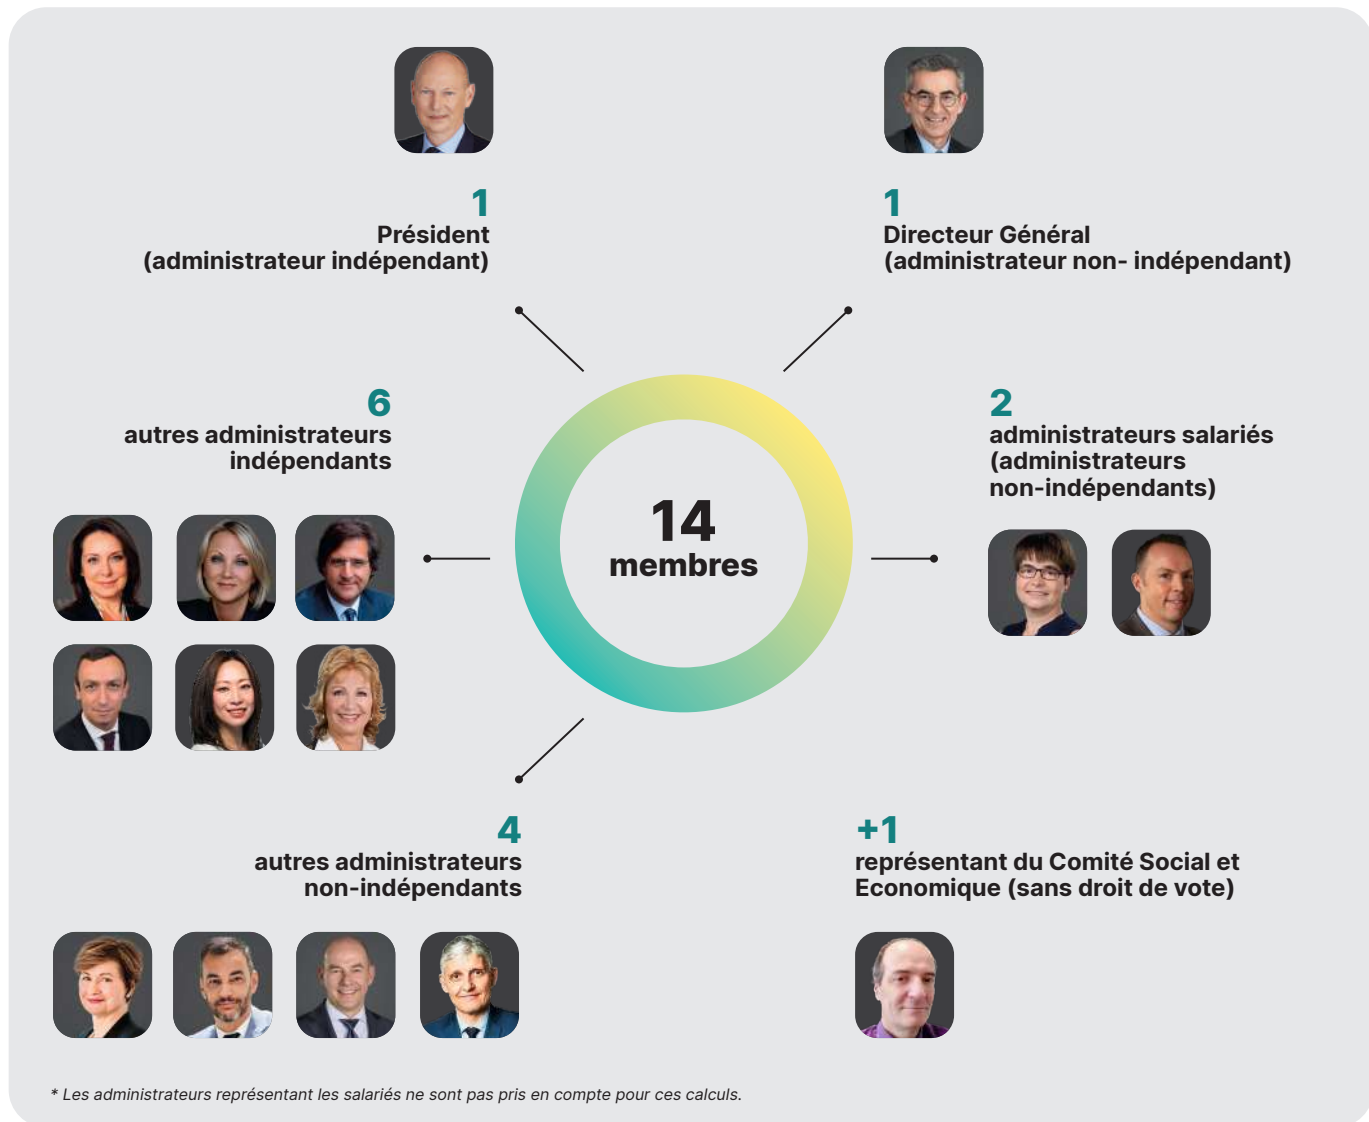 1
Président
(administrateur indépendant)
1
Directeur Général
(administrateur non- indépendant)
6
autres administrateurs
indépendants
14
membres
2
administrateurs salariés
(administrateurs
non-indépendants)
4
autres administrateurs
non-indépendants
+1
représentant du Comité Social et
Economique (sans droit de vote)
* Les administrateurs représentant les salariés ne sont pas pris en compte pour ces calculs.